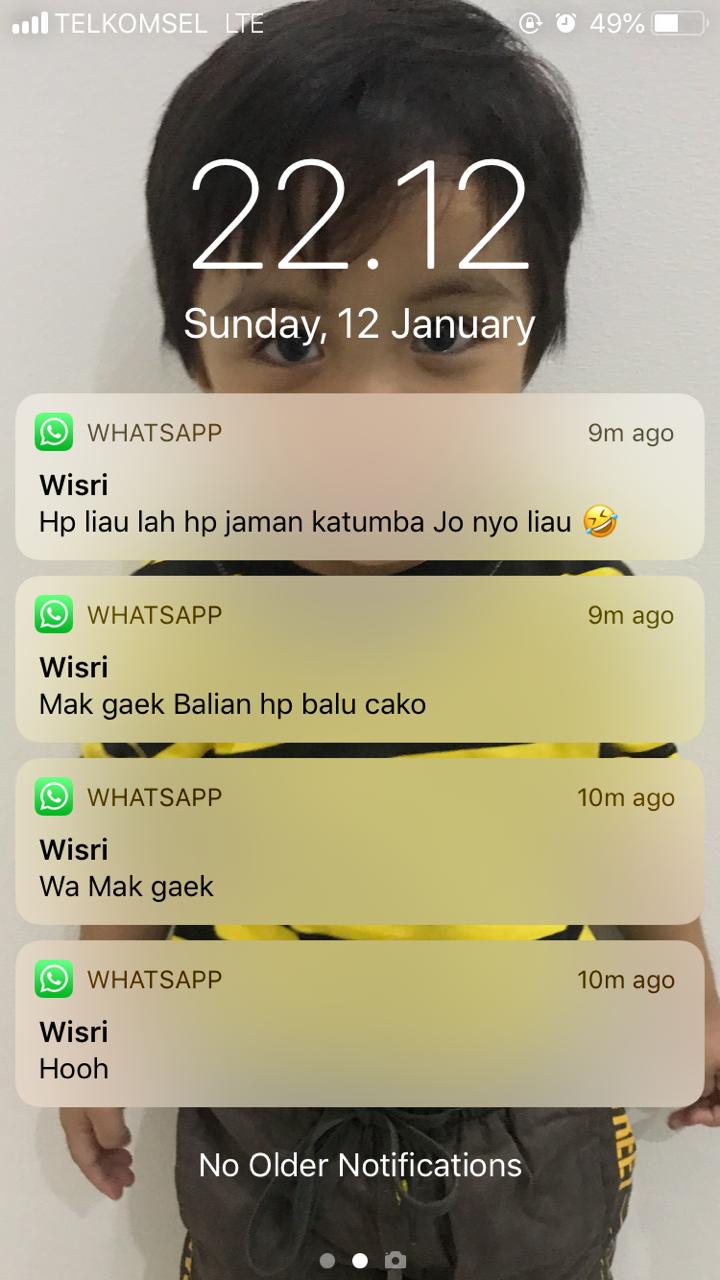 TELKOMSEL LTE 49%
22.12
Sunday, 12 January
WHATSAPP 9m ago
Wisri
Hp liau lah hp jaman katumba Jo nyo liau 🤣
WHATSAPP 9m ago
Wisri
Mak gaek Balian hp balu cako
WHATSAPP 10m ago
Wisri
Wa Mak gaek
WHATSAPP 10m ago
Wisri
Hooh
No Older Notifications